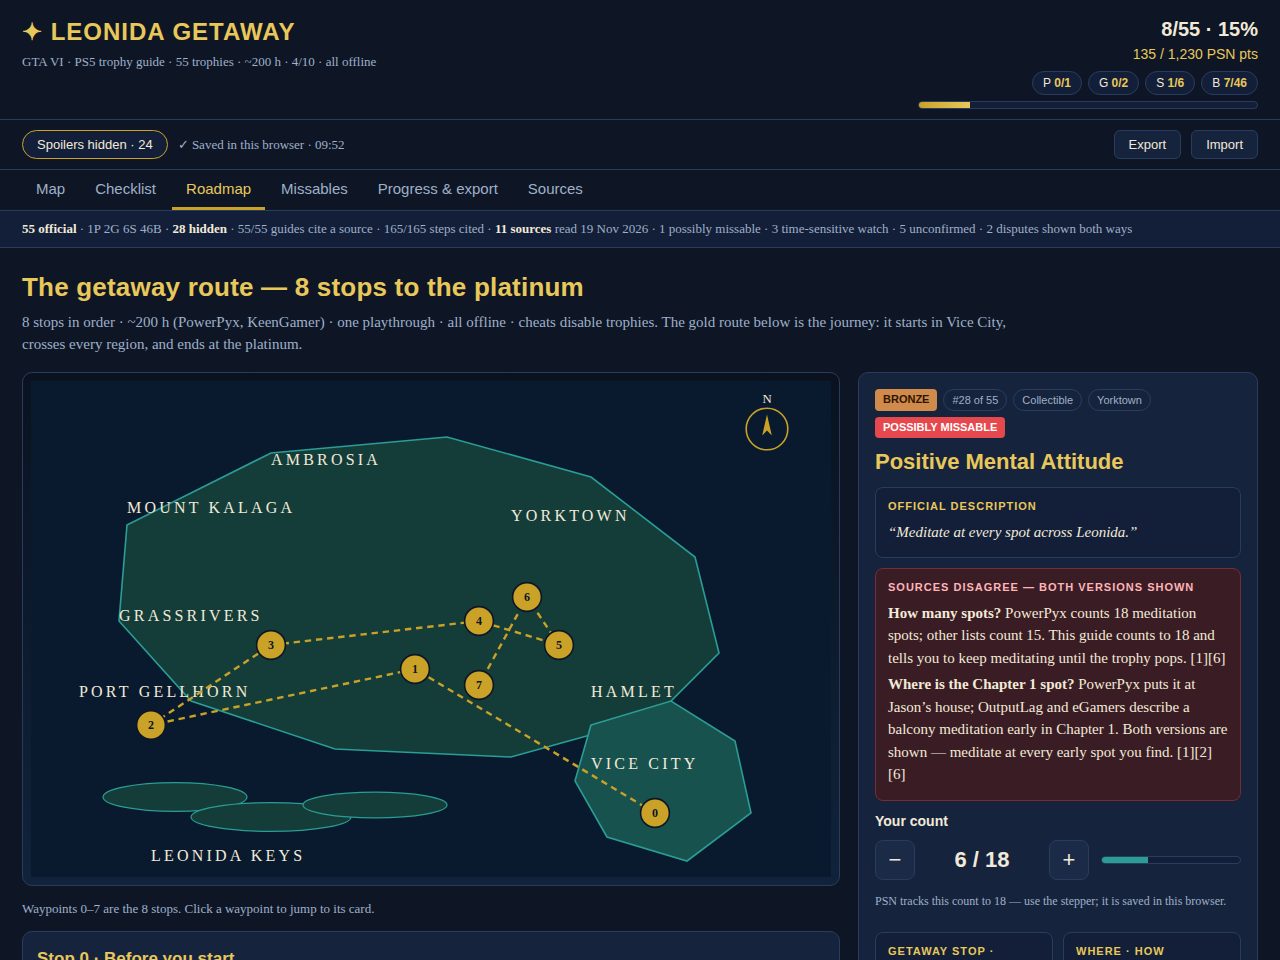 ✦ LEONIDA GETAWAY
GTA VI · PS5 trophy guide · 55 trophies · ~200 h · 4/10 · all offline
8/55 · 15%
135 / 1,230 PSN pts
P 0/1 G 0/2 S 1/6 B 7/46
Spoilers hidden · 24
✓ Saved in this browser · 09:52
Export Import
Map Checklist Roadmap Missables Progress & export Sources
55 official · 1P 2G 6S 46B · 28 hidden · 55/55 guides cite a source · 165/165 steps cited · 11 sources read 19 Nov 2026 · 1 possibly missable · 3 time-sensitive watch · 5 unconfirmed · 2 disputes shown both ways
The getaway route — 8 stops to the platinum
8 stops in order · ~200 h (PowerPyx, KeenGamer) · one playthrough · all offline · cheats disable trophies. The gold route below is the journey: it starts in Vice City,
crosses every region, and ends at the platinum.
N
AMBROSIA
MOUNT KALAGA
YORKTOWN
6
GRASSRIVERS
4
3
5
1
7
PORT GELLHORN
HAMLET
2
VICE CITY
0
LEONIDA KEYS
Waypoints 0–7 are the 8 stops. Click a waypoint to jump to its card.
Stop 0 · Before you start
BRONZE #28 of 55 Collectible Yorktown
POSSIBLY MISSABLE
Positive Mental Attitude
OFFICIAL DESCRIPTION
“Meditate at every spot across Leonida.”
SOURCES DISAGREE — BOTH VERSIONS SHOWN
How many spots? PowerPyx counts 18 meditation
spots; other lists count 15. This guide counts to 18 and
tells you to keep meditating until the trophy pops. [1][6]
Where is the Chapter 1 spot? PowerPyx puts it at
Jason’s house; OutputLag and eGamers describe a
balcony meditation early in Chapter 1. Both versions are
shown — meditate at every early spot you find. [1][2]
[6]
Your count
− 6 / 18 +
PSN tracks this count to 18 — use the stepper; it is saved in this browser.
GETAWAY STOP ·
WHERE · HOW